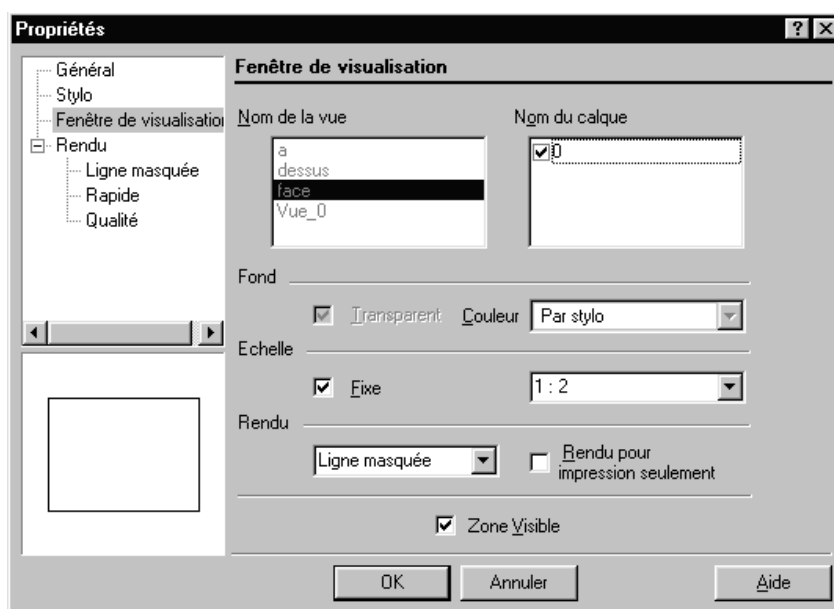 Propriétés
Général
Stylo
Fenêtre de visualisation
Rendu
Ligne masquée
Rapide
Qualité
Fenêtre de visualisation
Nom de la vue
a
dessus
face
Vue_0
Nom du calque
0
Fond
Transparent Couleur Par stylo
Echelle
Fixe 1 : 2
Rendu
Ligne masquée
Rendu pour
impression seulement
Zone Visible
OK Annuler Aide